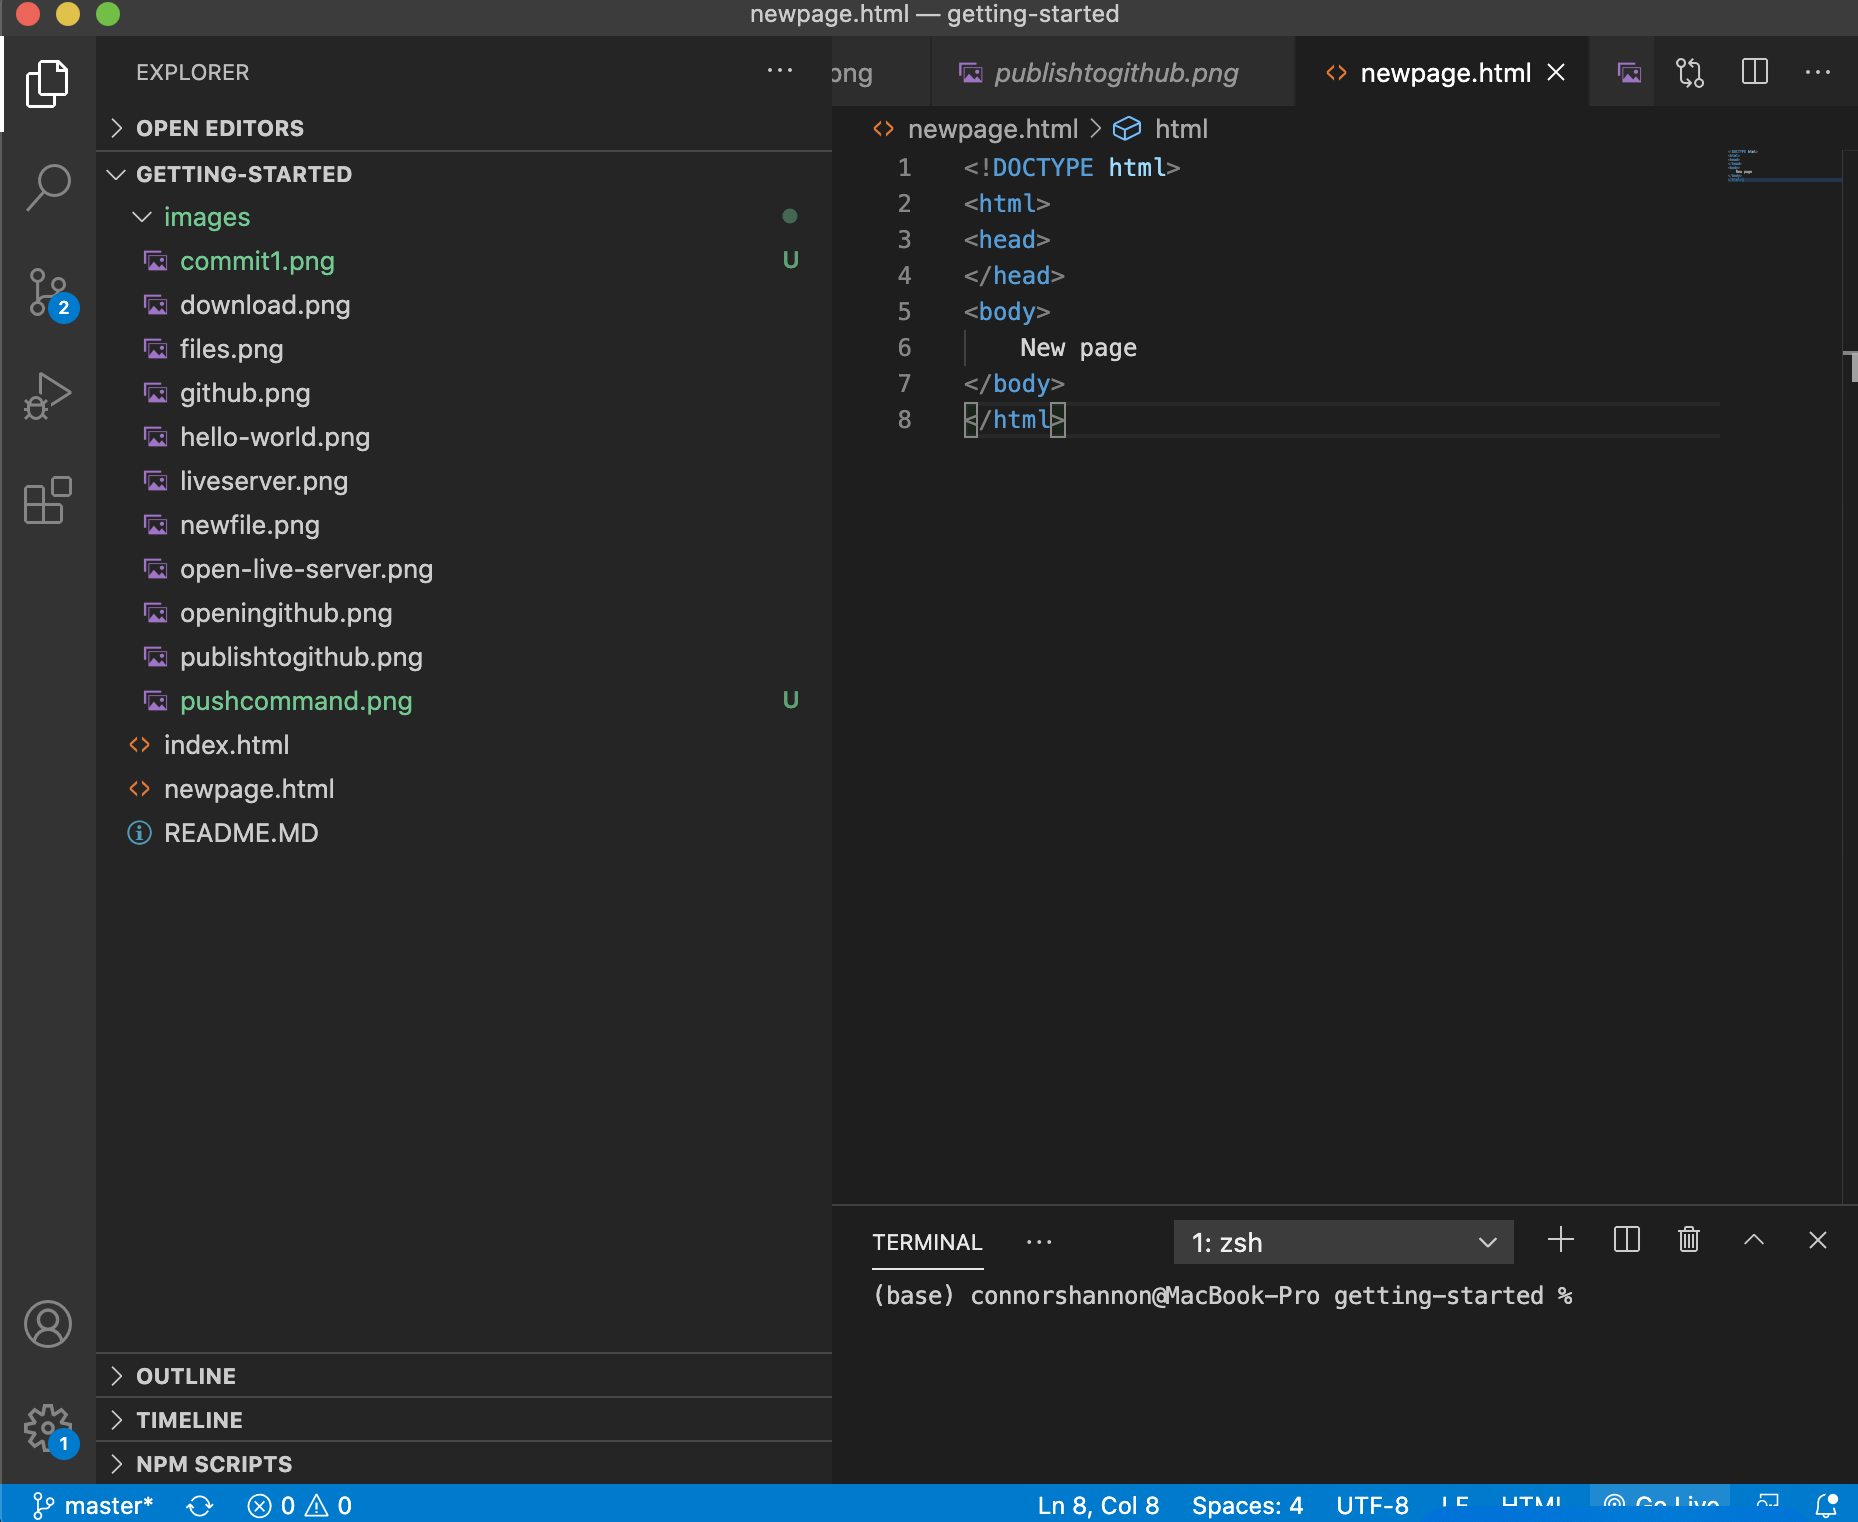 newpage.html — getting-started
EXPLORER
OPEN EDITORS
GETTING-STARTED
images
commit1.png U
download.png
files.png
github.png
hello-world.png
liveserver.png
newfile.png
open-live-server.png
openingithub.png
publishtogithub.png
pushcommand.png U
index.html
newpage.html
README.MD
OUTLINE
TIMELINE
NPM SCRIPTS
2
1
png publishtogithub.png newpage.html
newpage.html > html
1 <!DOCTYPE html>
2 <html>
3 <head>
4 </head>
5 <body>
6 New page
7 </body>
8 </html>
TERMINAL 1: zsh
(base) connorshannon@MacBook-Pro getting-started %
master* 0 0 Ln 8, Col 8 Spaces: 4 UTF-8 LF HTML Go Live